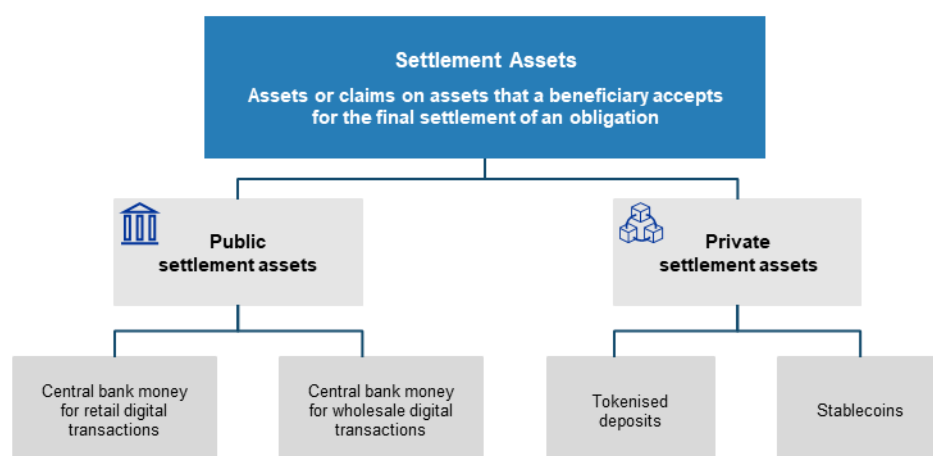 Settlement Assets
Assets or claims on assets that a beneficiary accepts
for the final settlement of an obligation
Public
settlement assets
Private
settlement assets
Central bank money
for retail digital
transactions
Central bank money
for wholesale digital
transactions
Tokenised
deposits
Stablecoins